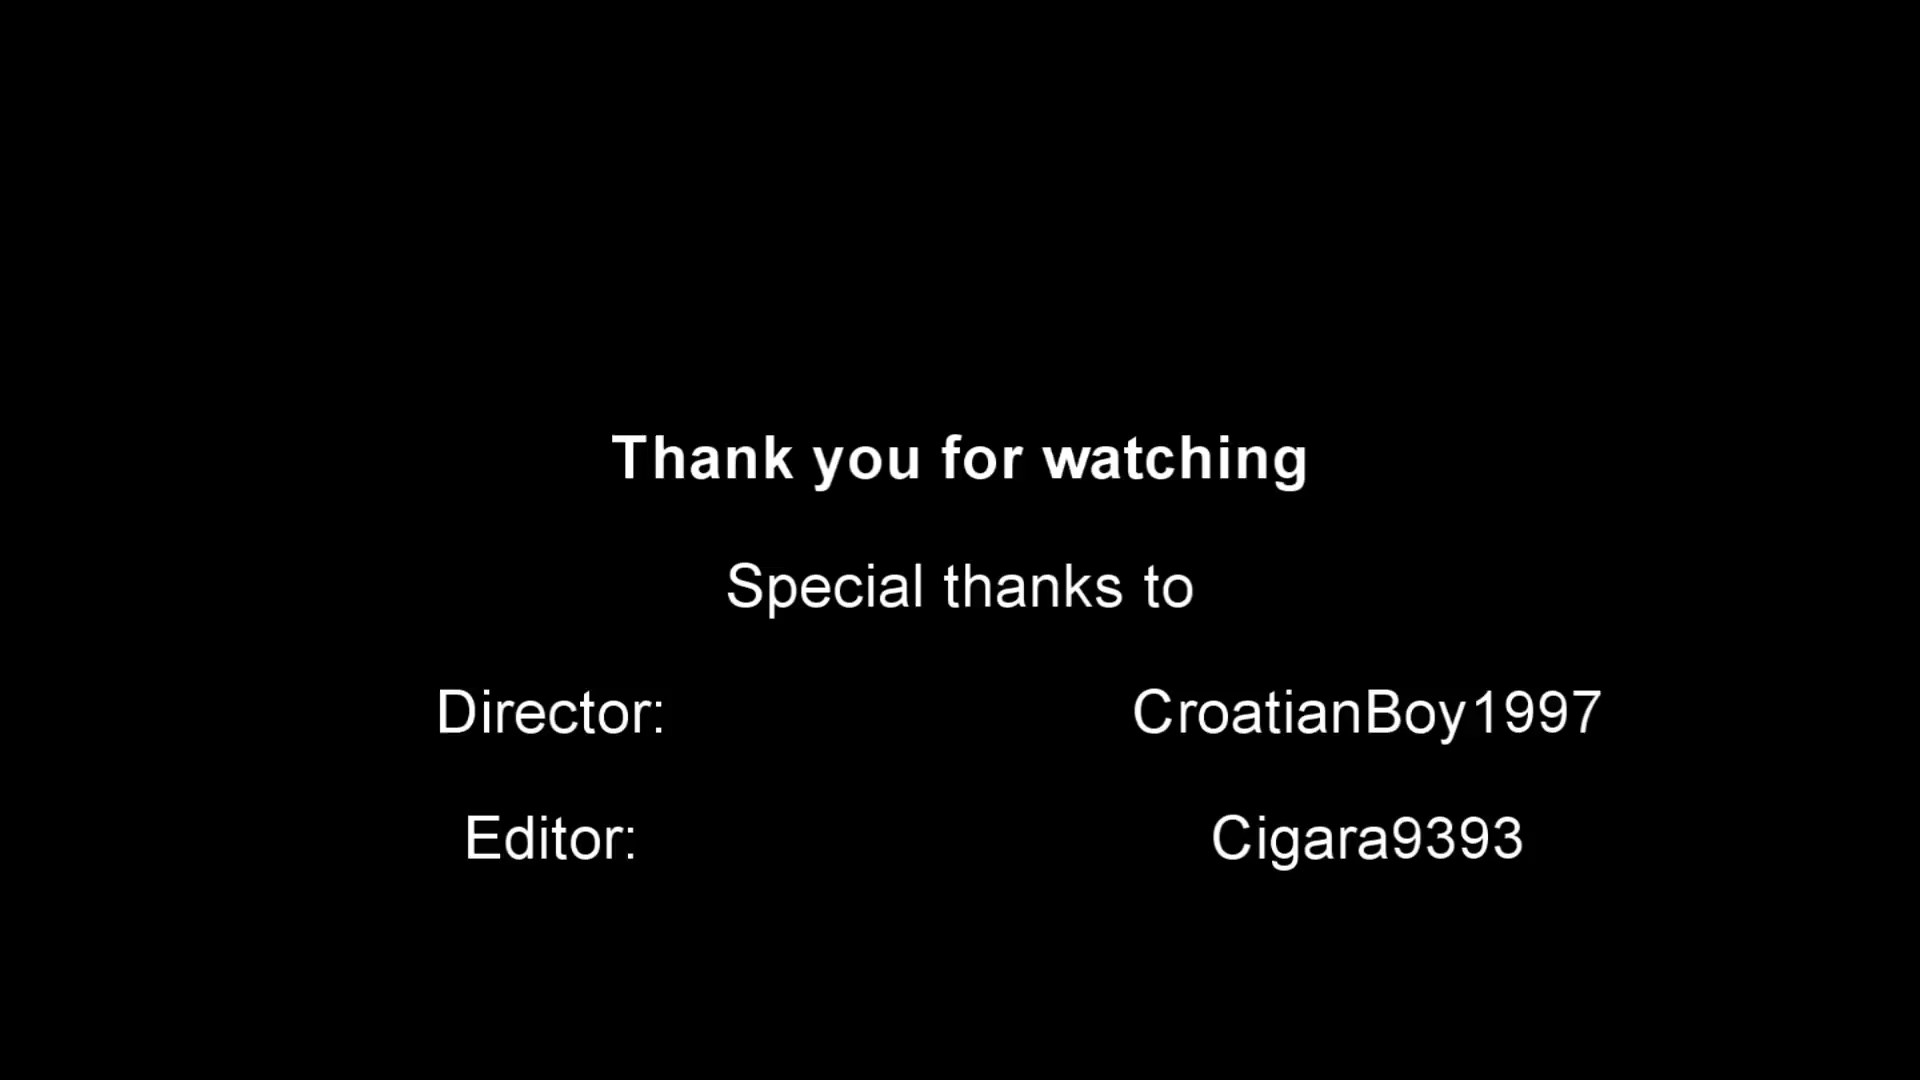 Thank you for watching
Special thanks to
Director: CroatianBoy1997
Editor: Cigara9393